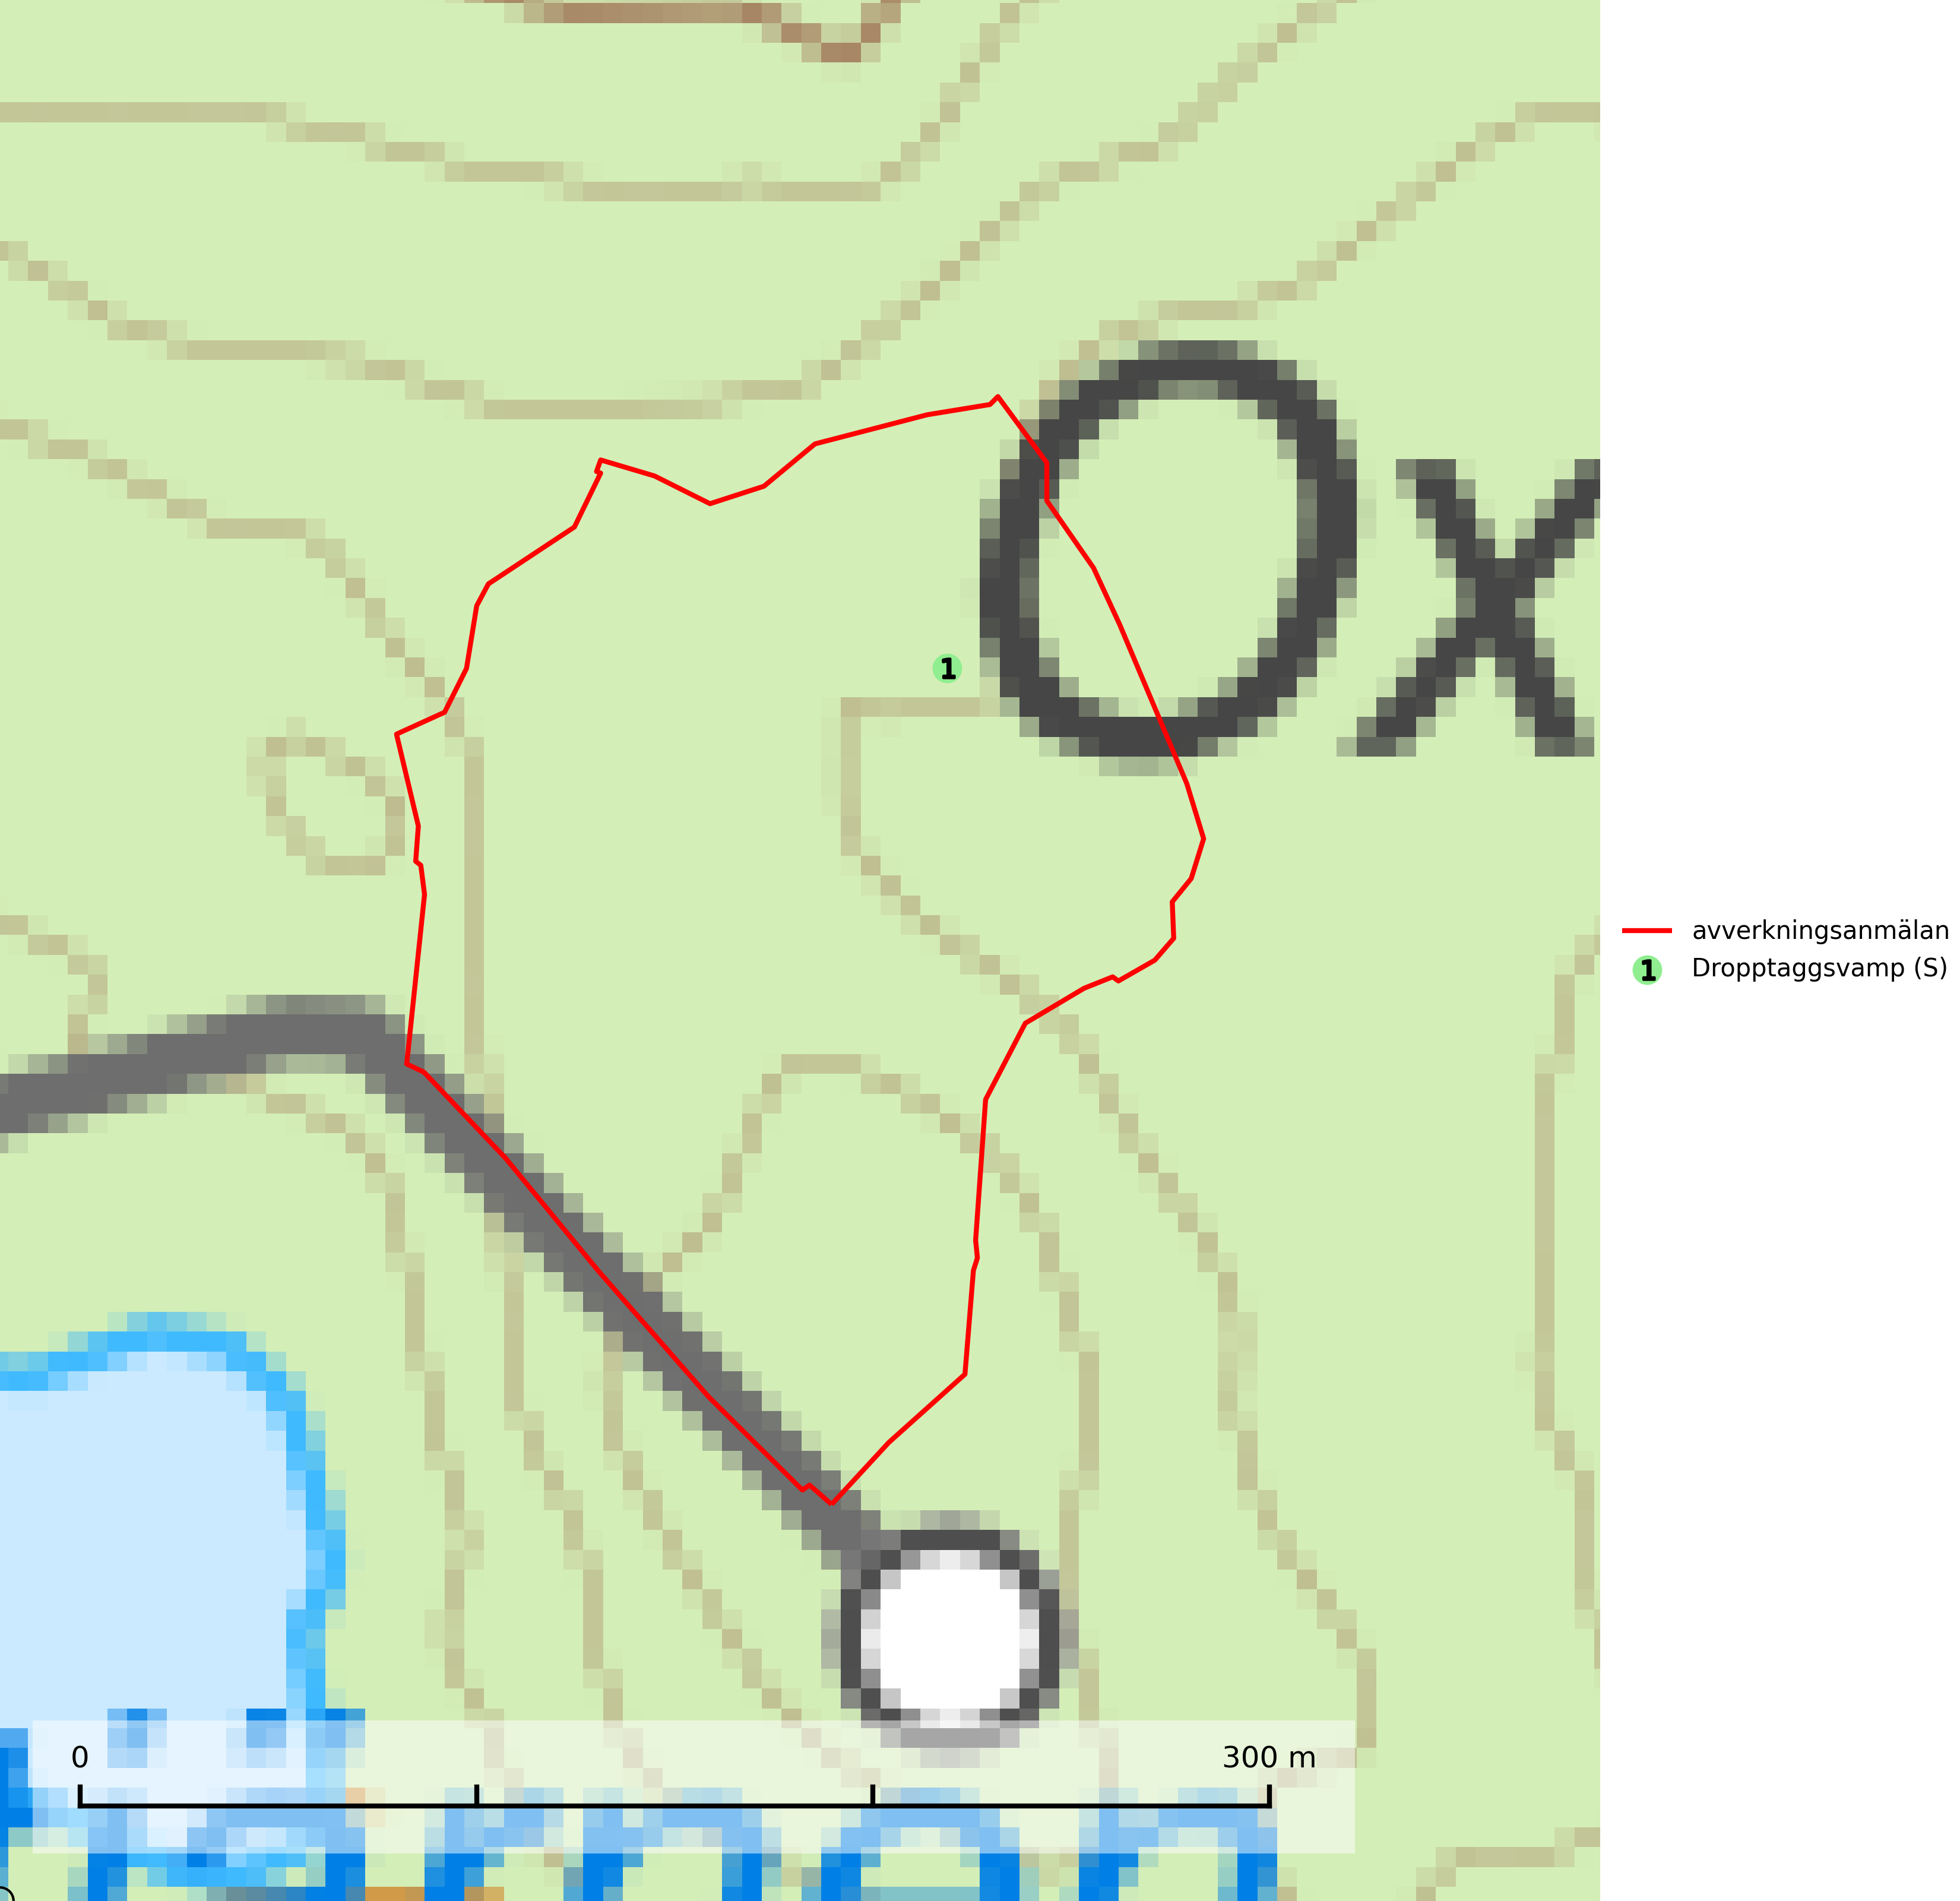 Ox
1
avverkningsanmälan
1 Dropptaggsvamp (S)
0 300 m